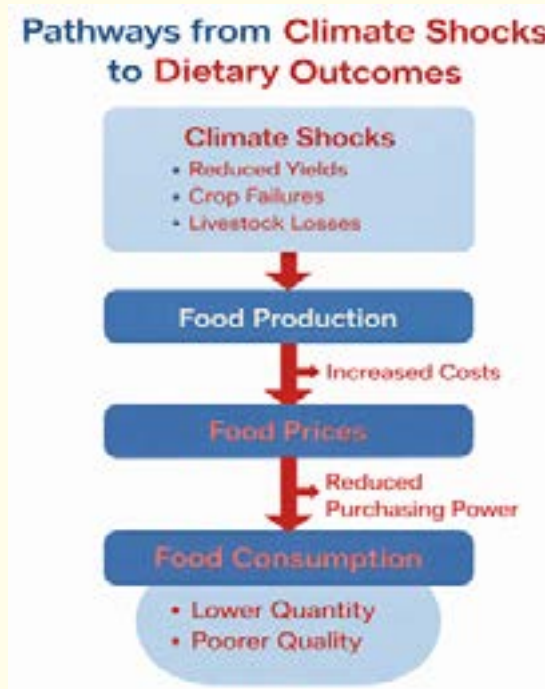 Pathways from Climate Shocks
to Dietary Outcomes
Climate Shocks
• Reduced Yields
• Crop Failures
• Livestock Losses
Food Production
Increased Costs
Food Prices
Reduced
Purchasing Power
Food Consumption
• Lower Quantity
• Poorer Quality